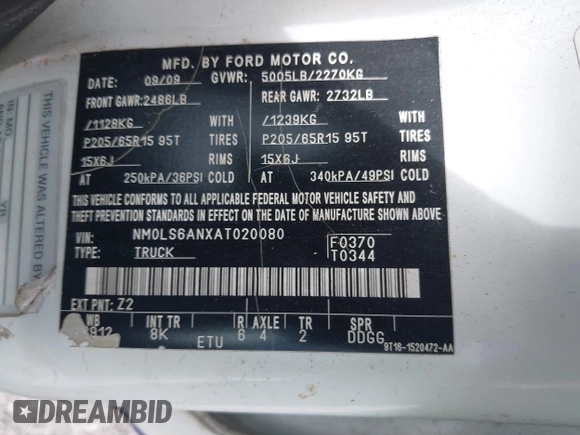 MFD. BY FORD MOTOR CO.
DATE: 09/09 GVWR: 5005LB/2270KG
FRONT GAWR: 2486LB REAR GAWR: 2732LB
/1128KG WITH /1239KG WITH
P205/65R15 95T TIRES P205/65R15 95T TIRES
15X6J RIMS 15X6J RIMS
AT 250kPA/36PSI COLD AT 340kPA/49PSI COLD
THIS VEHICLE CONFORMS TO ALL APPLICABLE FEDERAL MOTOR VEHICLE SAFETY AND
THEFT PREVENTION STANDARDS IN EFFECT ON THE DATE OF MANUFACTURE SHOWN ABOVE.
VIN: NM0LS6ANXAT020080 F0370
TYPE: TRUCK T0344
EXT PNT: Z2
WB INT TR R AXLE TR SPR
912 8K 6 4 2 DDGG
ETU
9T16-1520472-AA
THIS VEHICLE WAS ALTERED BY
IN MO
YR
DREAMBID